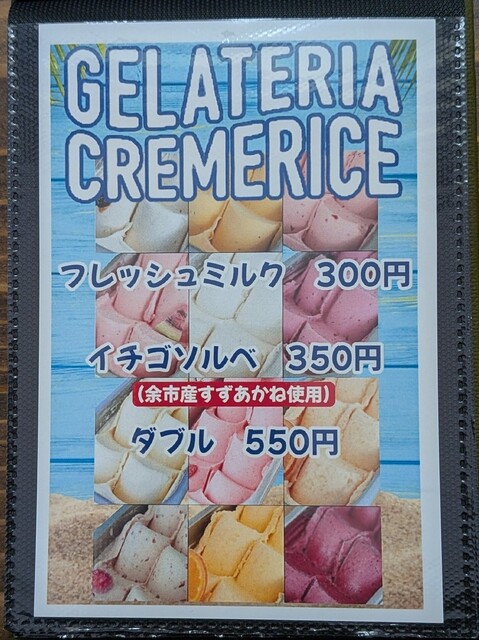 GELATERIA
CREMERICE
フレッシュミルク 300円
イチゴソルベ 350円
(余市産すずあかね使用)
ダブル 550円